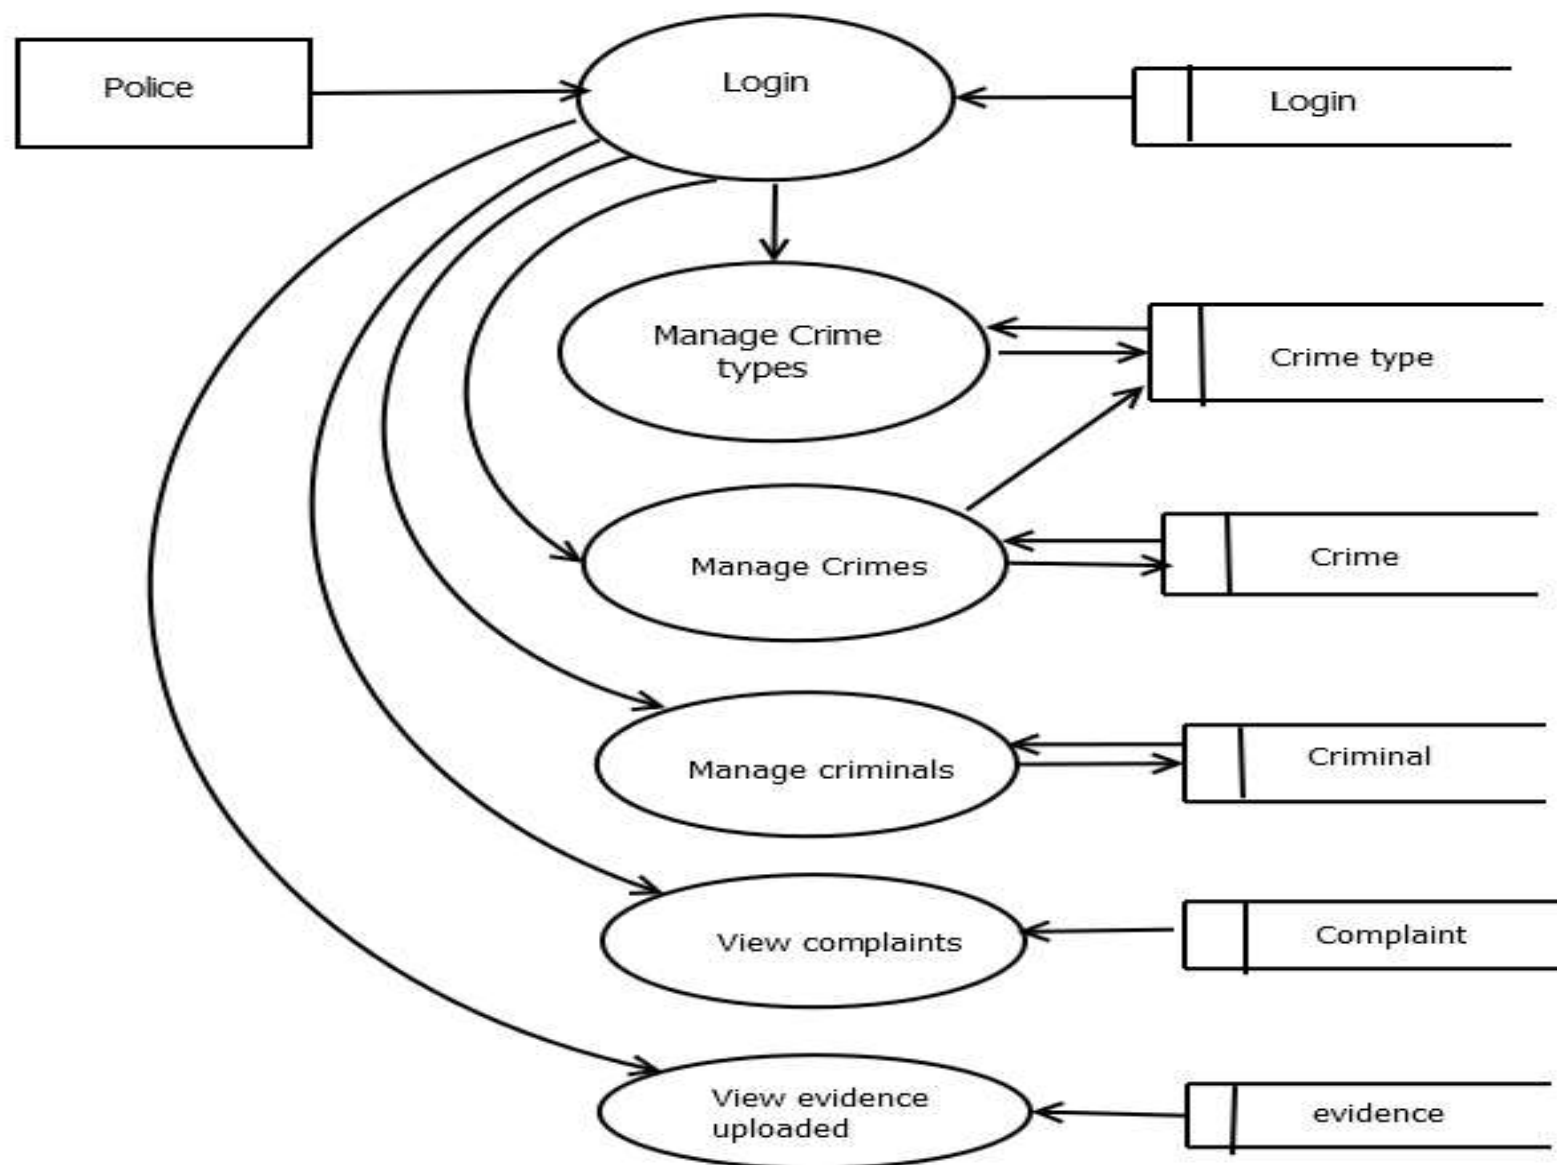 Police
Login
Login
Manage Crime
types
Crime type
Manage Crimes
Crime
Manage criminals
Criminal
View complaints
Complaint
View evidence
uploaded
evidence